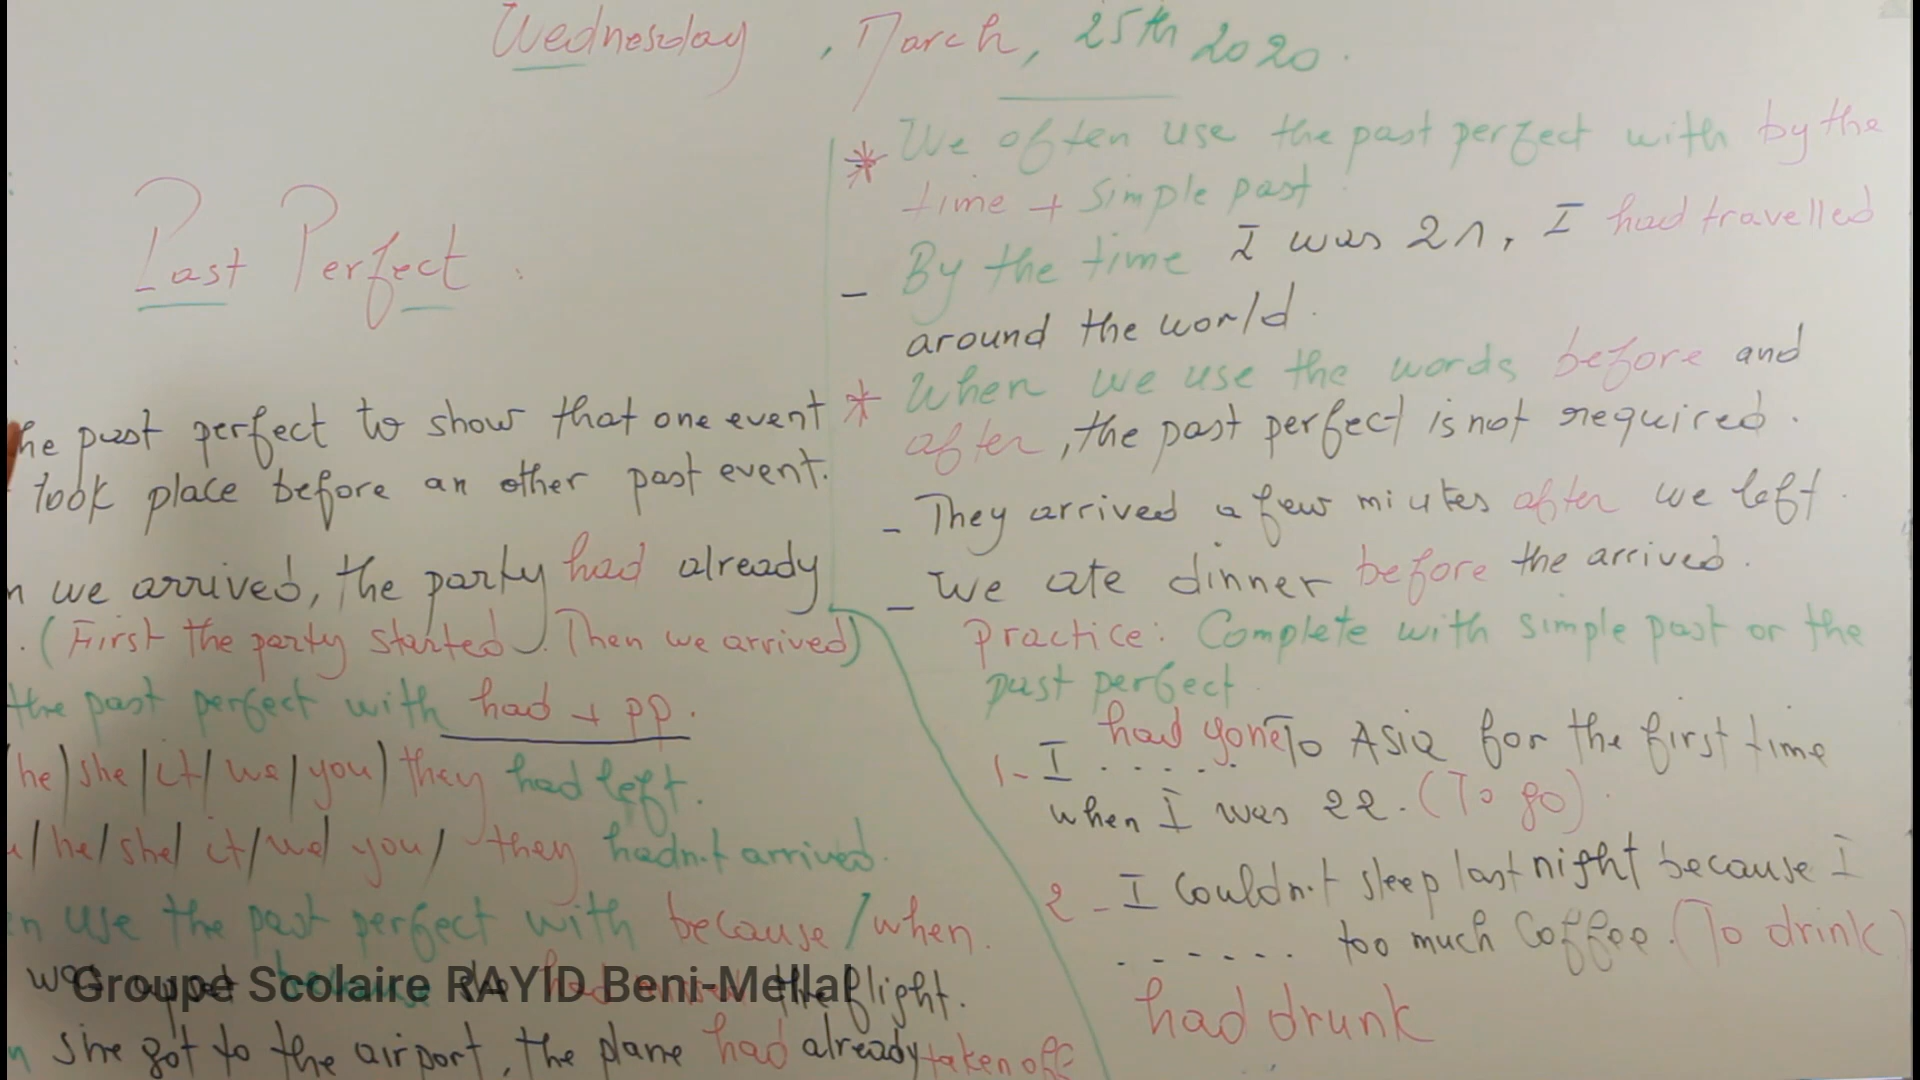 Wednesday, March, 25th 2020.
Past Perfect:
he past perfect to show that one event
took place before an other past event.
n we arrived, the party had already
. (First the party started. Then we arrived)
the past perfect with had + pp.
he/she/it/we/you/they had left.
/he/she/it/we/you/they hadn't arrived.
n use the past perfect with because/when.
was the flight.
Groupe Scolaire RAYID Beni-Mellal
n she got to the airport, the plane had already taken off
* We often use the past perfect with by the
time + simple past.
- By the time I was 21, I had travelled
around the world.
* When we use the words before and
after, the past perfect is not required.
- They arrived a few miutes after we left.
- We ate dinner before the arrived.
Practice: Complete with simple past or the
past perfect.
1- I had gone To Asia for the first time
when I was 22. (To go).
2- I couldn't sleep last night because I
...... too much coffee. (To drink)
had drunk